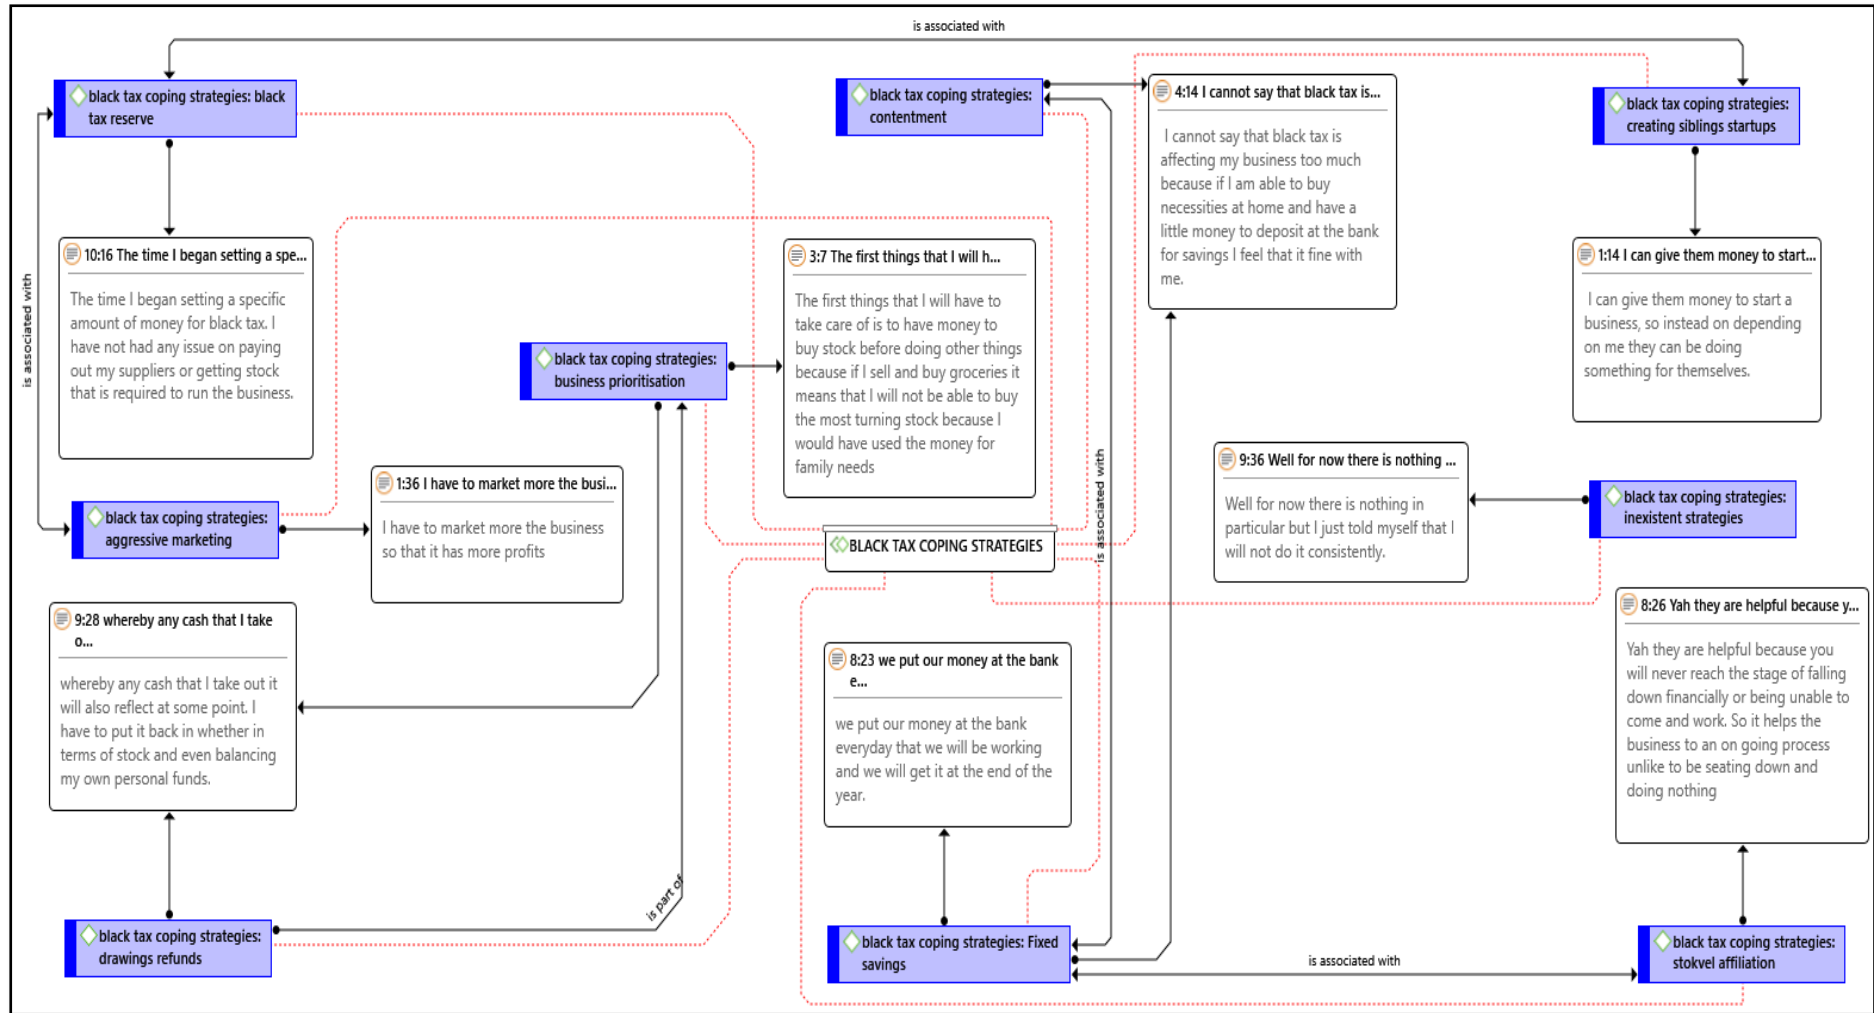 is associated with
black tax coping strategies: black
tax reserve
black tax coping strategies:
contentment
4:14 I cannot say that black tax is...
I cannot say that black tax is
affecting my business too much
because if I am able to buy
necessities at home and have a
little money to deposit at the bank
for savings I feel that it fine with
me.
black tax coping strategies:
creating siblings startups
is associated with
10:16 The time I began setting a spe...
The time I began setting a specific
amount of money for black tax. I
have not had any issue on paying
out my suppliers or getting stock
that is required to run the business.
3:7 The first things that I will h...
The first things that I will have to
take care of is to have money to
buy stock before doing other things
because if I sell and buy groceries it
means that I will not be able to buy
the most turning stock because I
would have used the money for
family needs
1:14 I can give them money to start...
I can give them money to start a
business, so instead on depending
on me they can be doing
something for themselves.
black tax coping strategies:
business prioritisation
1:36 I have to market more the busi...
I have to market more the business
so that it has more profits
is associated with
9:36 Well for now there is nothing ...
Well for now there is nothing in
particular but I just told myself that I
will not do it consistently.
black tax coping strategies:
inexistent strategies
black tax coping strategies:
aggressive marketing
BLACK TAX COPING STRATEGIES
9:28 whereby any cash that I take
o...
whereby any cash that I take out it
will also reflect at some point. I
have to put it back in whether in
terms of stock and even balancing
my own personal funds.
8:23 we put our money at the bank
e...
we put our money at the bank
everyday that we will be working
and we will get it at the end of the
year.
8:26 Yah they are helpful because y...
Yah they are helpful because you
will never reach the stage of falling
down financially or being unable to
come and work. So it helps the
business to an on going process
unlike to be seating down and
doing nothing
is part of
black tax coping strategies:
drawings refunds
black tax coping strategies: Fixed
savings
is associated with
black tax coping strategies:
stokvel affiliation